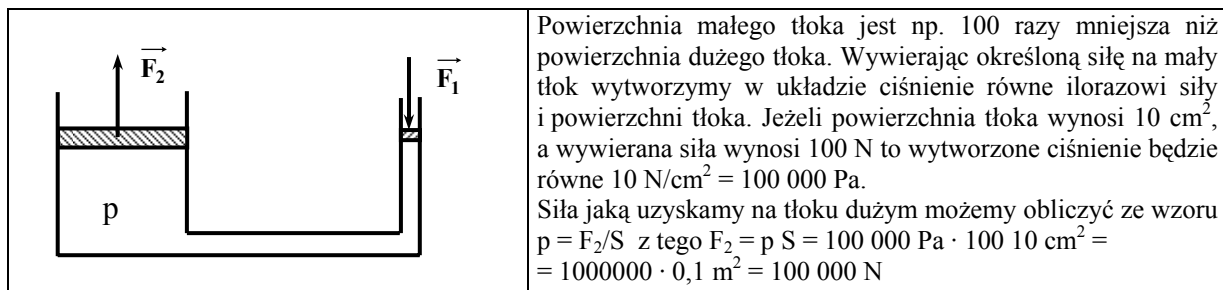 F₂
F₁
p
Powierzchnia małego tłoka jest np. 100 razy mniejsza niż
powierzchnia dużego tłoka. Wywierając określoną siłę na mały
tłok wytworzymy w układzie ciśnienie równe ilorazowi siły
i powierzchni tłoka. Jeżeli powierzchnia tłoka wynosi 10 cm²,
a wywierana siła wynosi 100 N to wytworzone ciśnienie będzie
równe 10 N/cm² = 100 000 Pa.
Siła jaką uzyskamy na tłoku dużym możemy obliczyć ze wzoru
p = F₂/S z tego F₂ = p S = 100 000 Pa · 100 10 cm² =
= 1000000 · 0,1 m² = 100 000 N